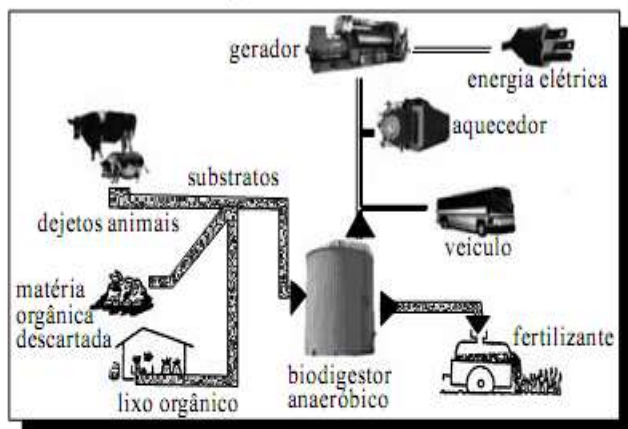 gerador
energia elétrica
aquecedor
substratos
dejetos animais
veículo
matéria
orgânica
descartada
fertilizante
biodigestor
anaeróbico
lixo orgânico